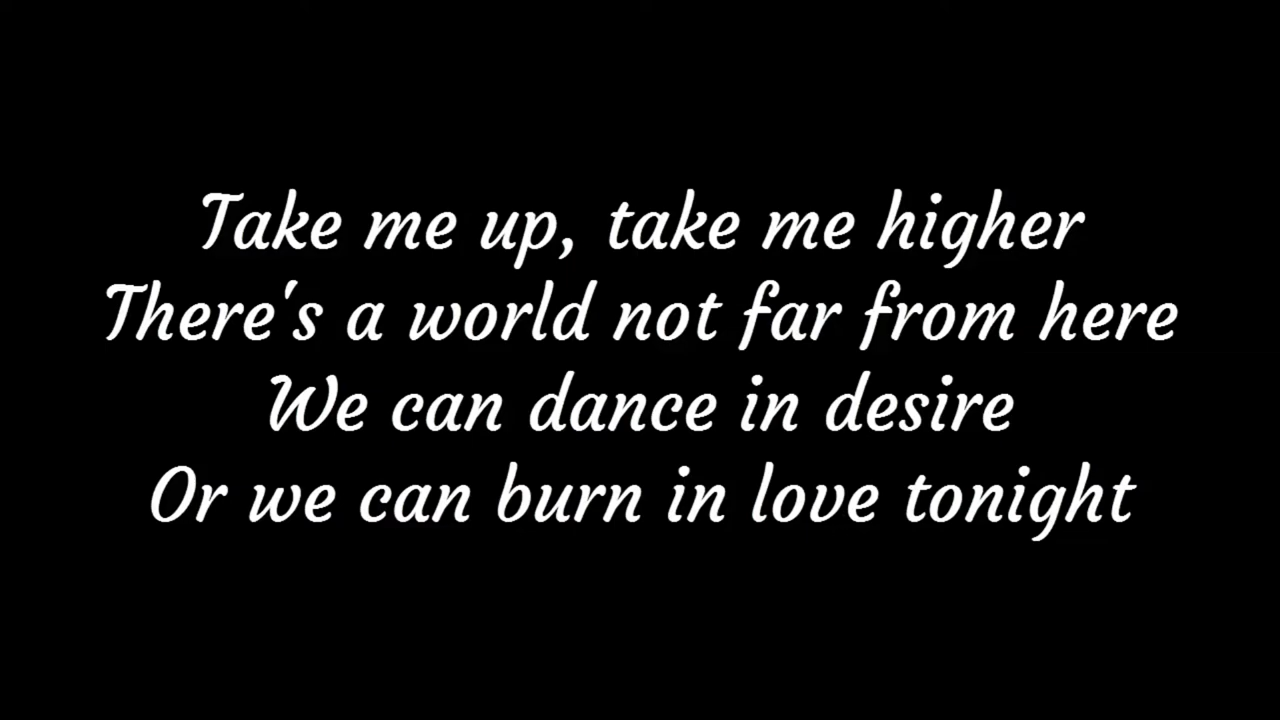 Take me up, take me higher
There's a world not far from here
We can dance in desire
Or we can burn in love tonight